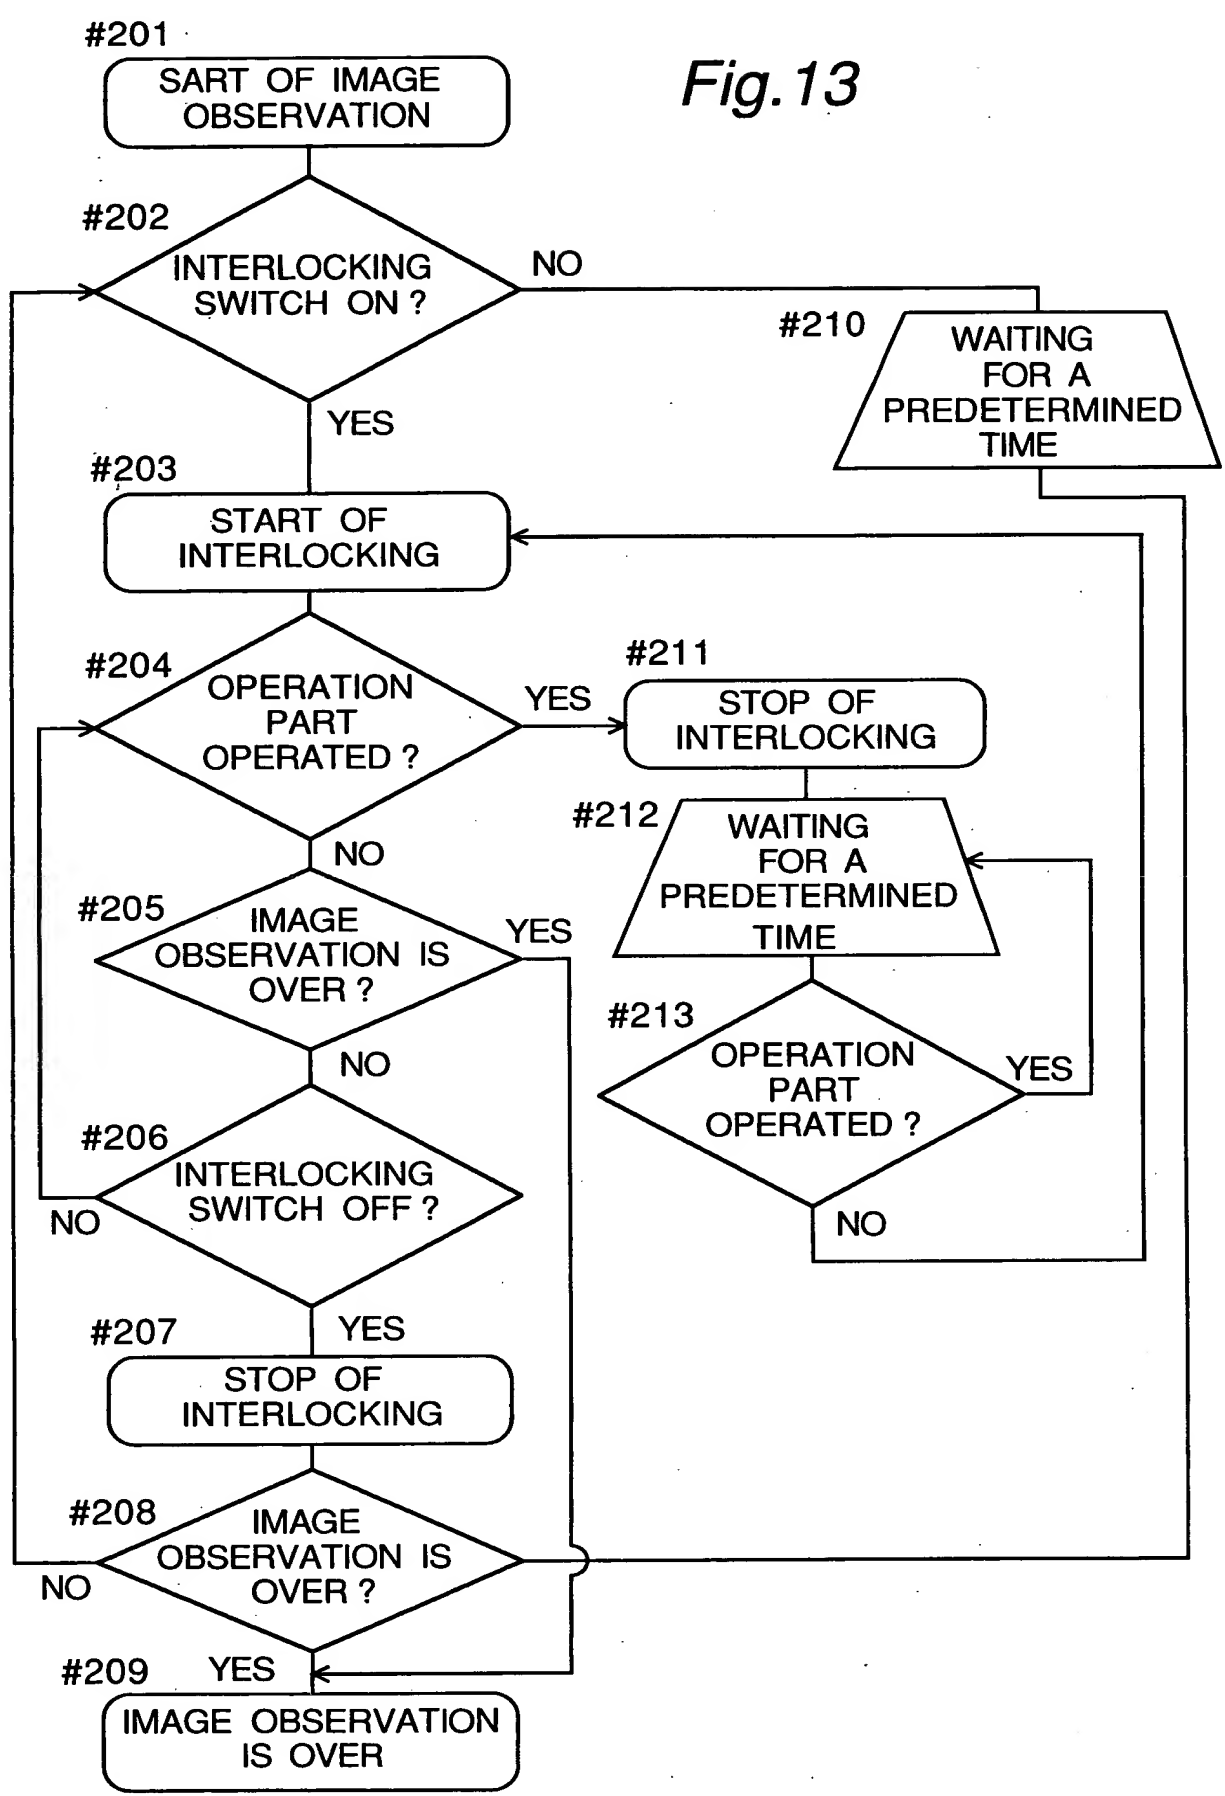 #201
SART OF IMAGE
OBSERVATION
Fig.13
#202
INTERLOCKING
SWITCH ON ?
NO
YES
#210
WAITING
FOR A
PREDETERMINED
TIME
#203
START OF
INTERLOCKING
#204
OPERATION
PART
OPERATED ?
YES
NO
#211
STOP OF
INTERLOCKING
#212
WAITING
FOR A
PREDETERMINED
TIME
#205
IMAGE
OBSERVATION IS
OVER ?
YES
NO
#213
OPERATION
PART
OPERATED ?
YES
NO
#206
INTERLOCKING
SWITCH OFF ?
NO
YES
#207
STOP OF
INTERLOCKING
#208
IMAGE
OBSERVATION IS
OVER ?
NO
YES
#209
IMAGE OBSERVATION
IS OVER